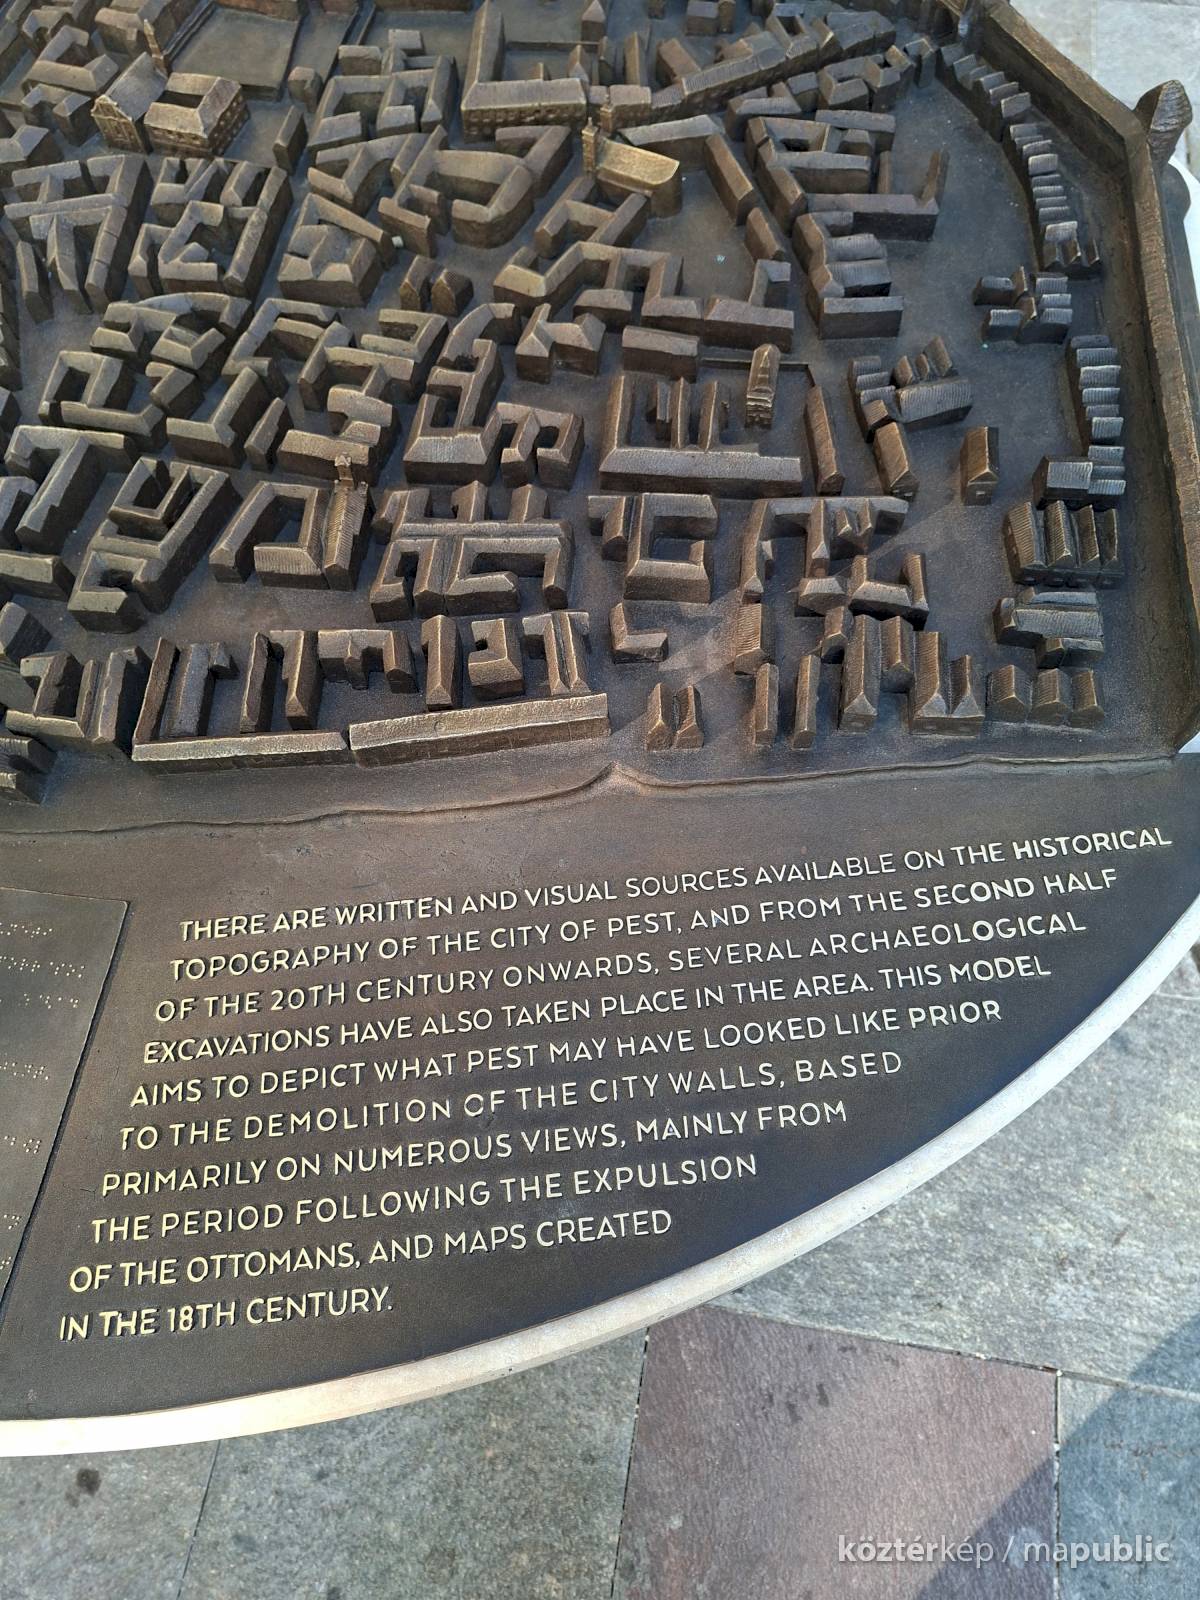 THERE ARE WRITTEN AND VISUAL SOURCES AVAILABLE ON THE HISTORICAL
TOPOGRAPHY OF THE CITY OF PEST, AND FROM THE SECOND HALF
OF THE 20TH CENTURY ONWARDS, SEVERAL ARCHAEOLOGICAL
EXCAVATIONS HAVE ALSO TAKEN PLACE IN THE AREA. THIS MODEL
AIMS TO DEPICT WHAT PEST MAY HAVE LOOKED LIKE PRIOR
TO THE DEMOLITION OF THE CITY WALLS, BASED
PRIMARILY ON NUMEROUS VIEWS, MAINLY FROM
THE PERIOD FOLLOWING THE EXPULSION
OF THE OTTOMANS, AND MAPS CREATED
IN THE 18TH CENTURY.
köztérkép / mapublic